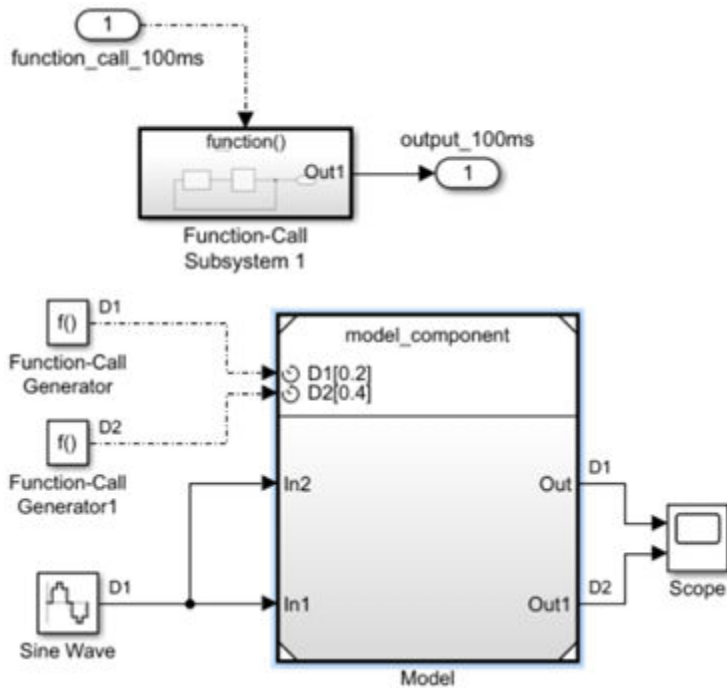 1
function_call_100ms
function()
Out1
output_100ms
1
Function-Call
Subsystem 1
D1
f()
Function-Call
Generator
D2
f()
Function-Call
Generator1
model_component
D1[0.2]
D2[0.4]
In2
Out
D1
D1
In1
Out1
D2
Sine Wave
Scope
Model